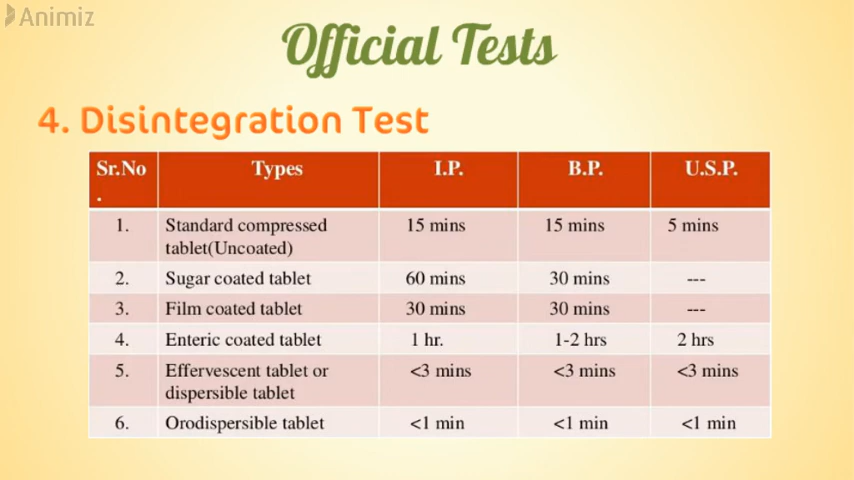 Animiz
Official Tests
4. Disintegration Test
Sr.No
.
Types
I.P.
B.P.
U.S.P.
1. Standard compressed 15 mins 15 mins 5 mins
tablet(Uncoated)
2. Sugar coated tablet 60 mins 30 mins ---
3. Film coated tablet 30 mins 30 mins ---
4. Enteric coated tablet 1 hr. 1-2 hrs 2 hrs
5. Effervescent tablet or <3 mins <3 mins <3 mins
dispersible tablet
6. Orodispersible tablet <1 min <1 min <1 min